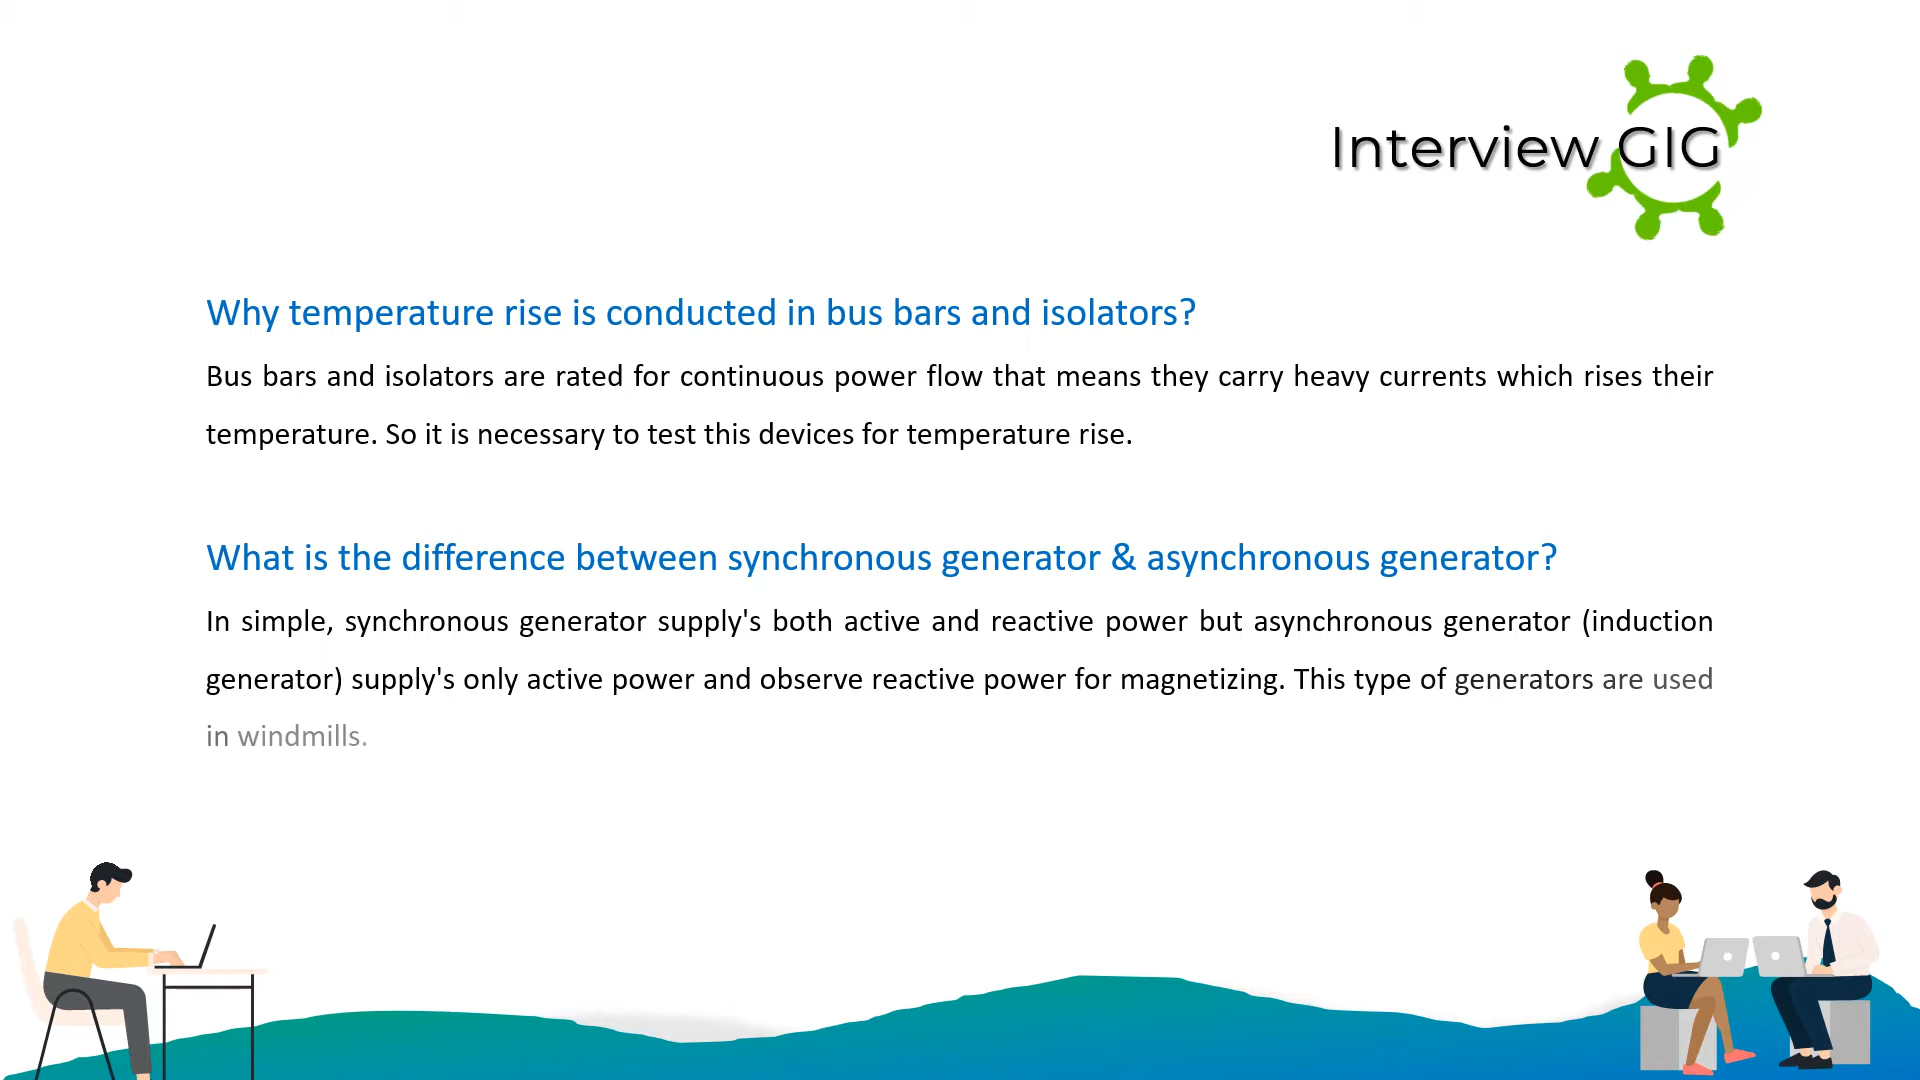 Interview GIG
Why temperature rise is conducted in bus bars and isolators?
Bus bars and isolators are rated for continuous power flow that means they carry heavy currents which rises their
temperature. So it is necessary to test this devices for temperature rise.
What is the difference between synchronous generator & asynchronous generator?
In simple, synchronous generator supply's both active and reactive power but asynchronous generator (induction
generator) supply's only active power and observe reactive power for magnetizing. This type of generators are used
in windmills.